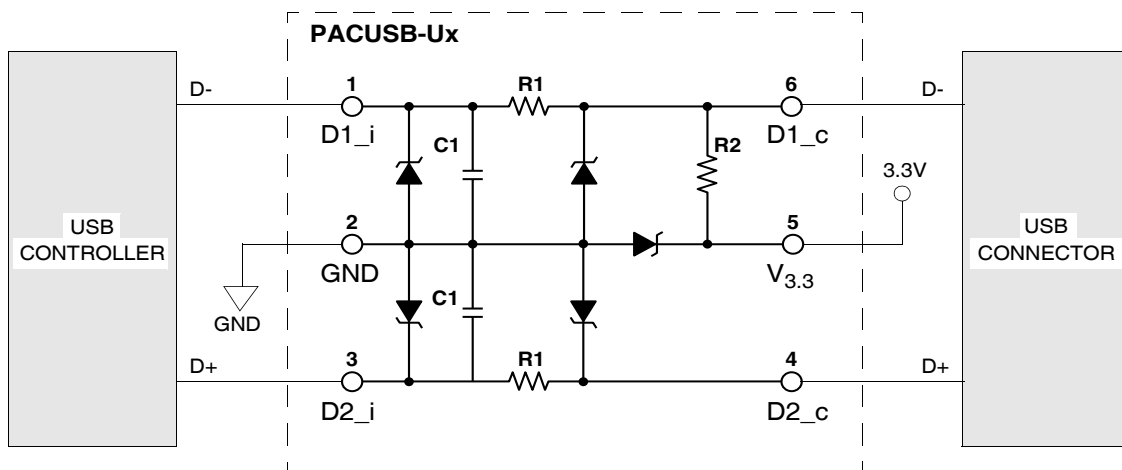 PACUSB-Ux
D-
1
R1
6
D-
D1_i
C1
D1_c
R2
3.3V
USB
CONTROLLER
2
5
USB
CONNECTOR
GND
V3.3
C1
GND
D+
3
R1
4
D+
D2_i
D2_c